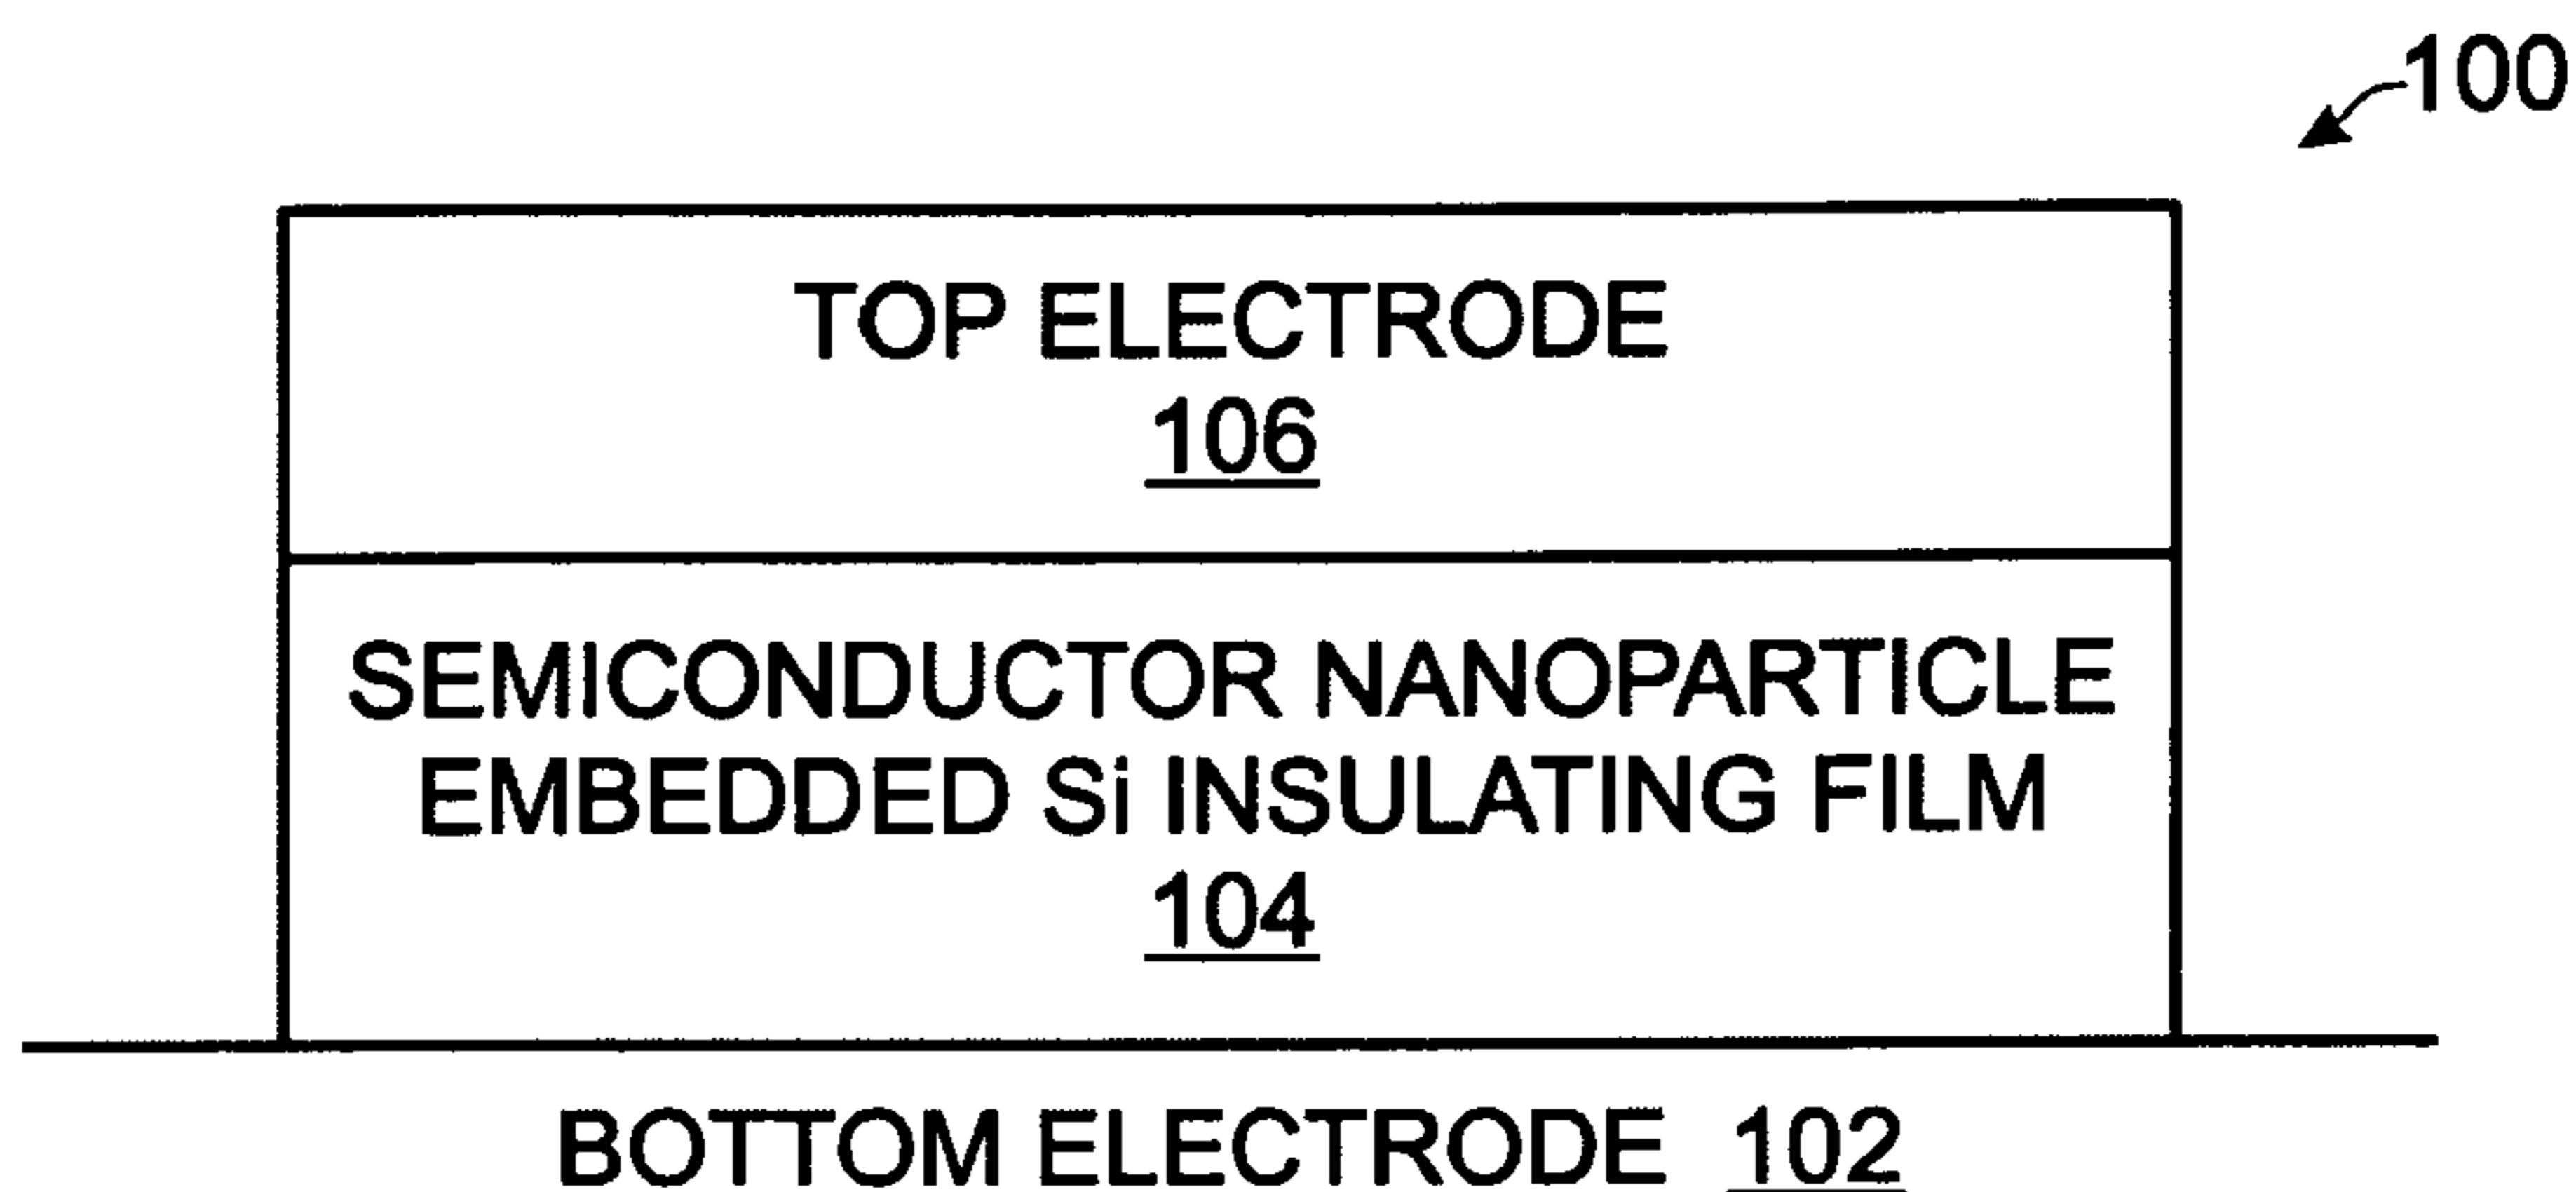 100
TOP ELECTRODE
106
SEMICONDUCTOR NANOPARTICLE
EMBEDDED Si INSULATING FILM
104
BOTTOM ELECTRODE 102